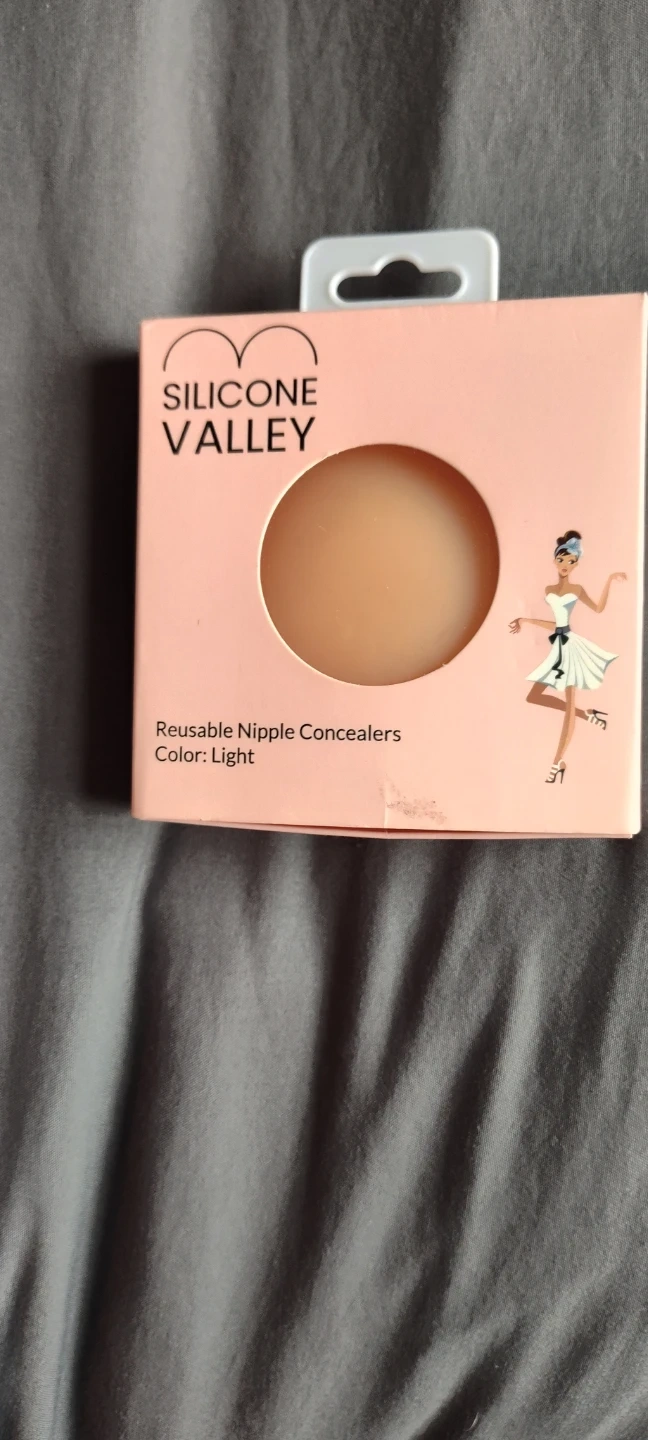 SILICONE
VALLEY
Reusable Nipple Concealers
Color: Light